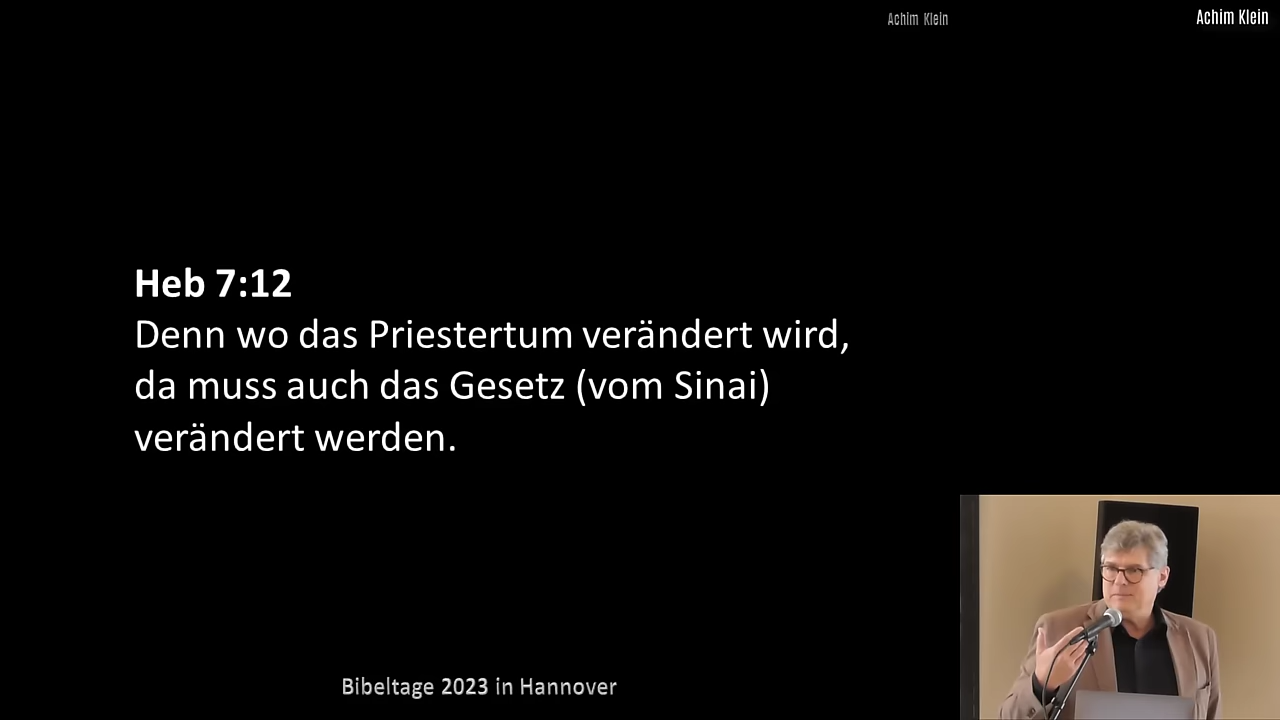 Achim Klein
Achim Klein
Heb 7:12
Denn wo das Priestertum verändert wird,
da muss auch das Gesetz (vom Sinai)
verändert werden.
Bibeltage 2023 in Hannover